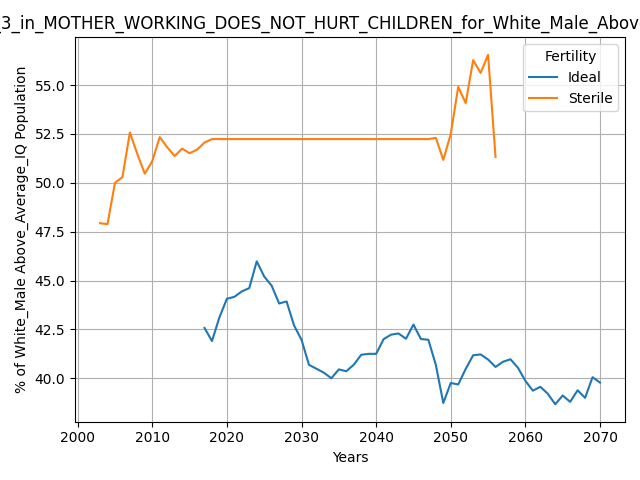 _3_in_MOTHER_WORKING_DOES_NOT_HURT_CHILDREN_for_White_Male_Abov
% of White_Male Above_Average_IQ Population
55.0
52.5
50.0
47.5
45.0
42.5
40.0
Fertility
Ideal
Sterile
2000 2010 2020 2030 2040 2050 2060 2070
Years